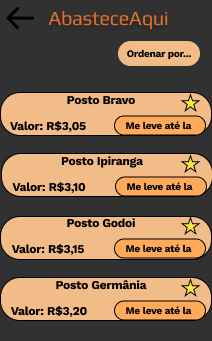 AbasteceAqui
Ordenar por...
Posto Bravo
Valor: R$3,05 Me leve até la
Posto Ipiranga
Valor: R$3,10 Me leve até la
Posto Godoi
Valor: R$3,15 Me leve até la
Posto Germânia
Valor: R$3,20 Me leve até la